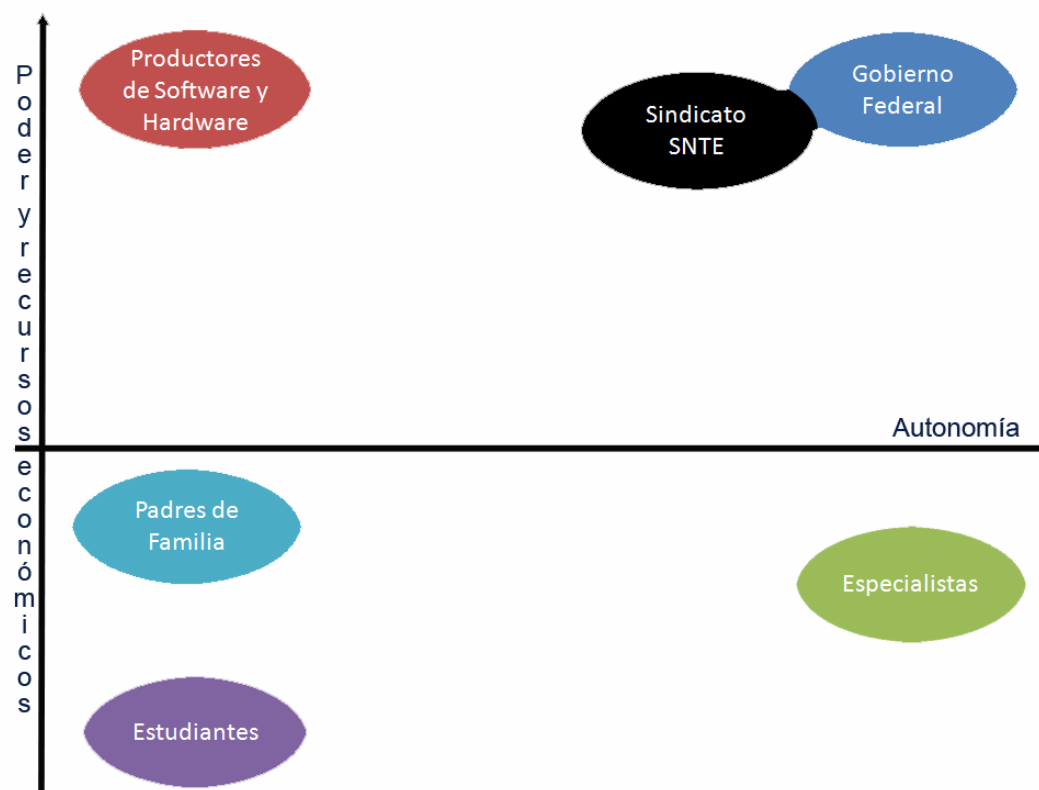 Poder y recursos económicos
Productores
de Software y
Hardware
Sindicato
SNTE
Gobierno
Federal
Autonomía
Padres de
Familia
Especialistas
Estudiantes